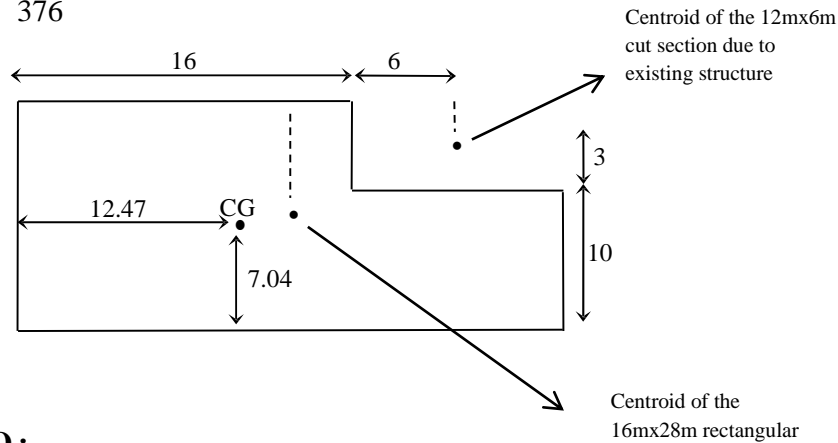 376
Centroid of the 12mx6m
cut section due to
existing structure
16
6
3
12.47
CG
10
7.04
Centroid of the
16mx28m rectangular